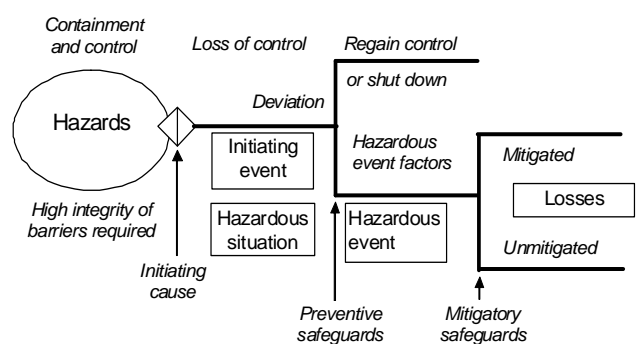 Containment
and control
Loss of control
Regain control
or shut down
Deviation
Hazards
Initiating
event
Hazardous
event factors
Mitigated
Losses
High integrity of
barriers required
Hazardous
situation
Hazardous
event
Unmitigated
Initiating
cause
Preventive
safeguards
Mitigatory
safeguards